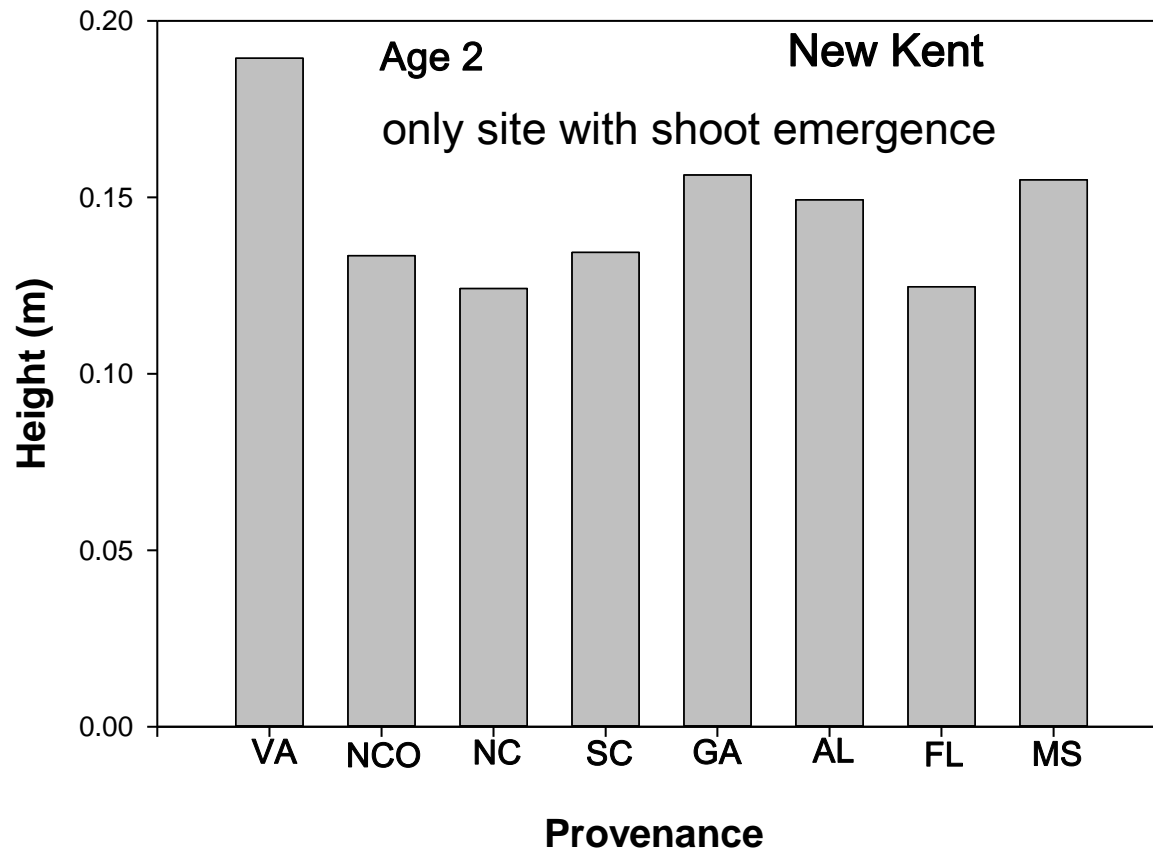 0.20
Age 2
New Kent
only site with shoot emergence
0.15
0.10
0.05
0.00
Height (m)
VA NCO NC SC GA AL FL MS
Provenance